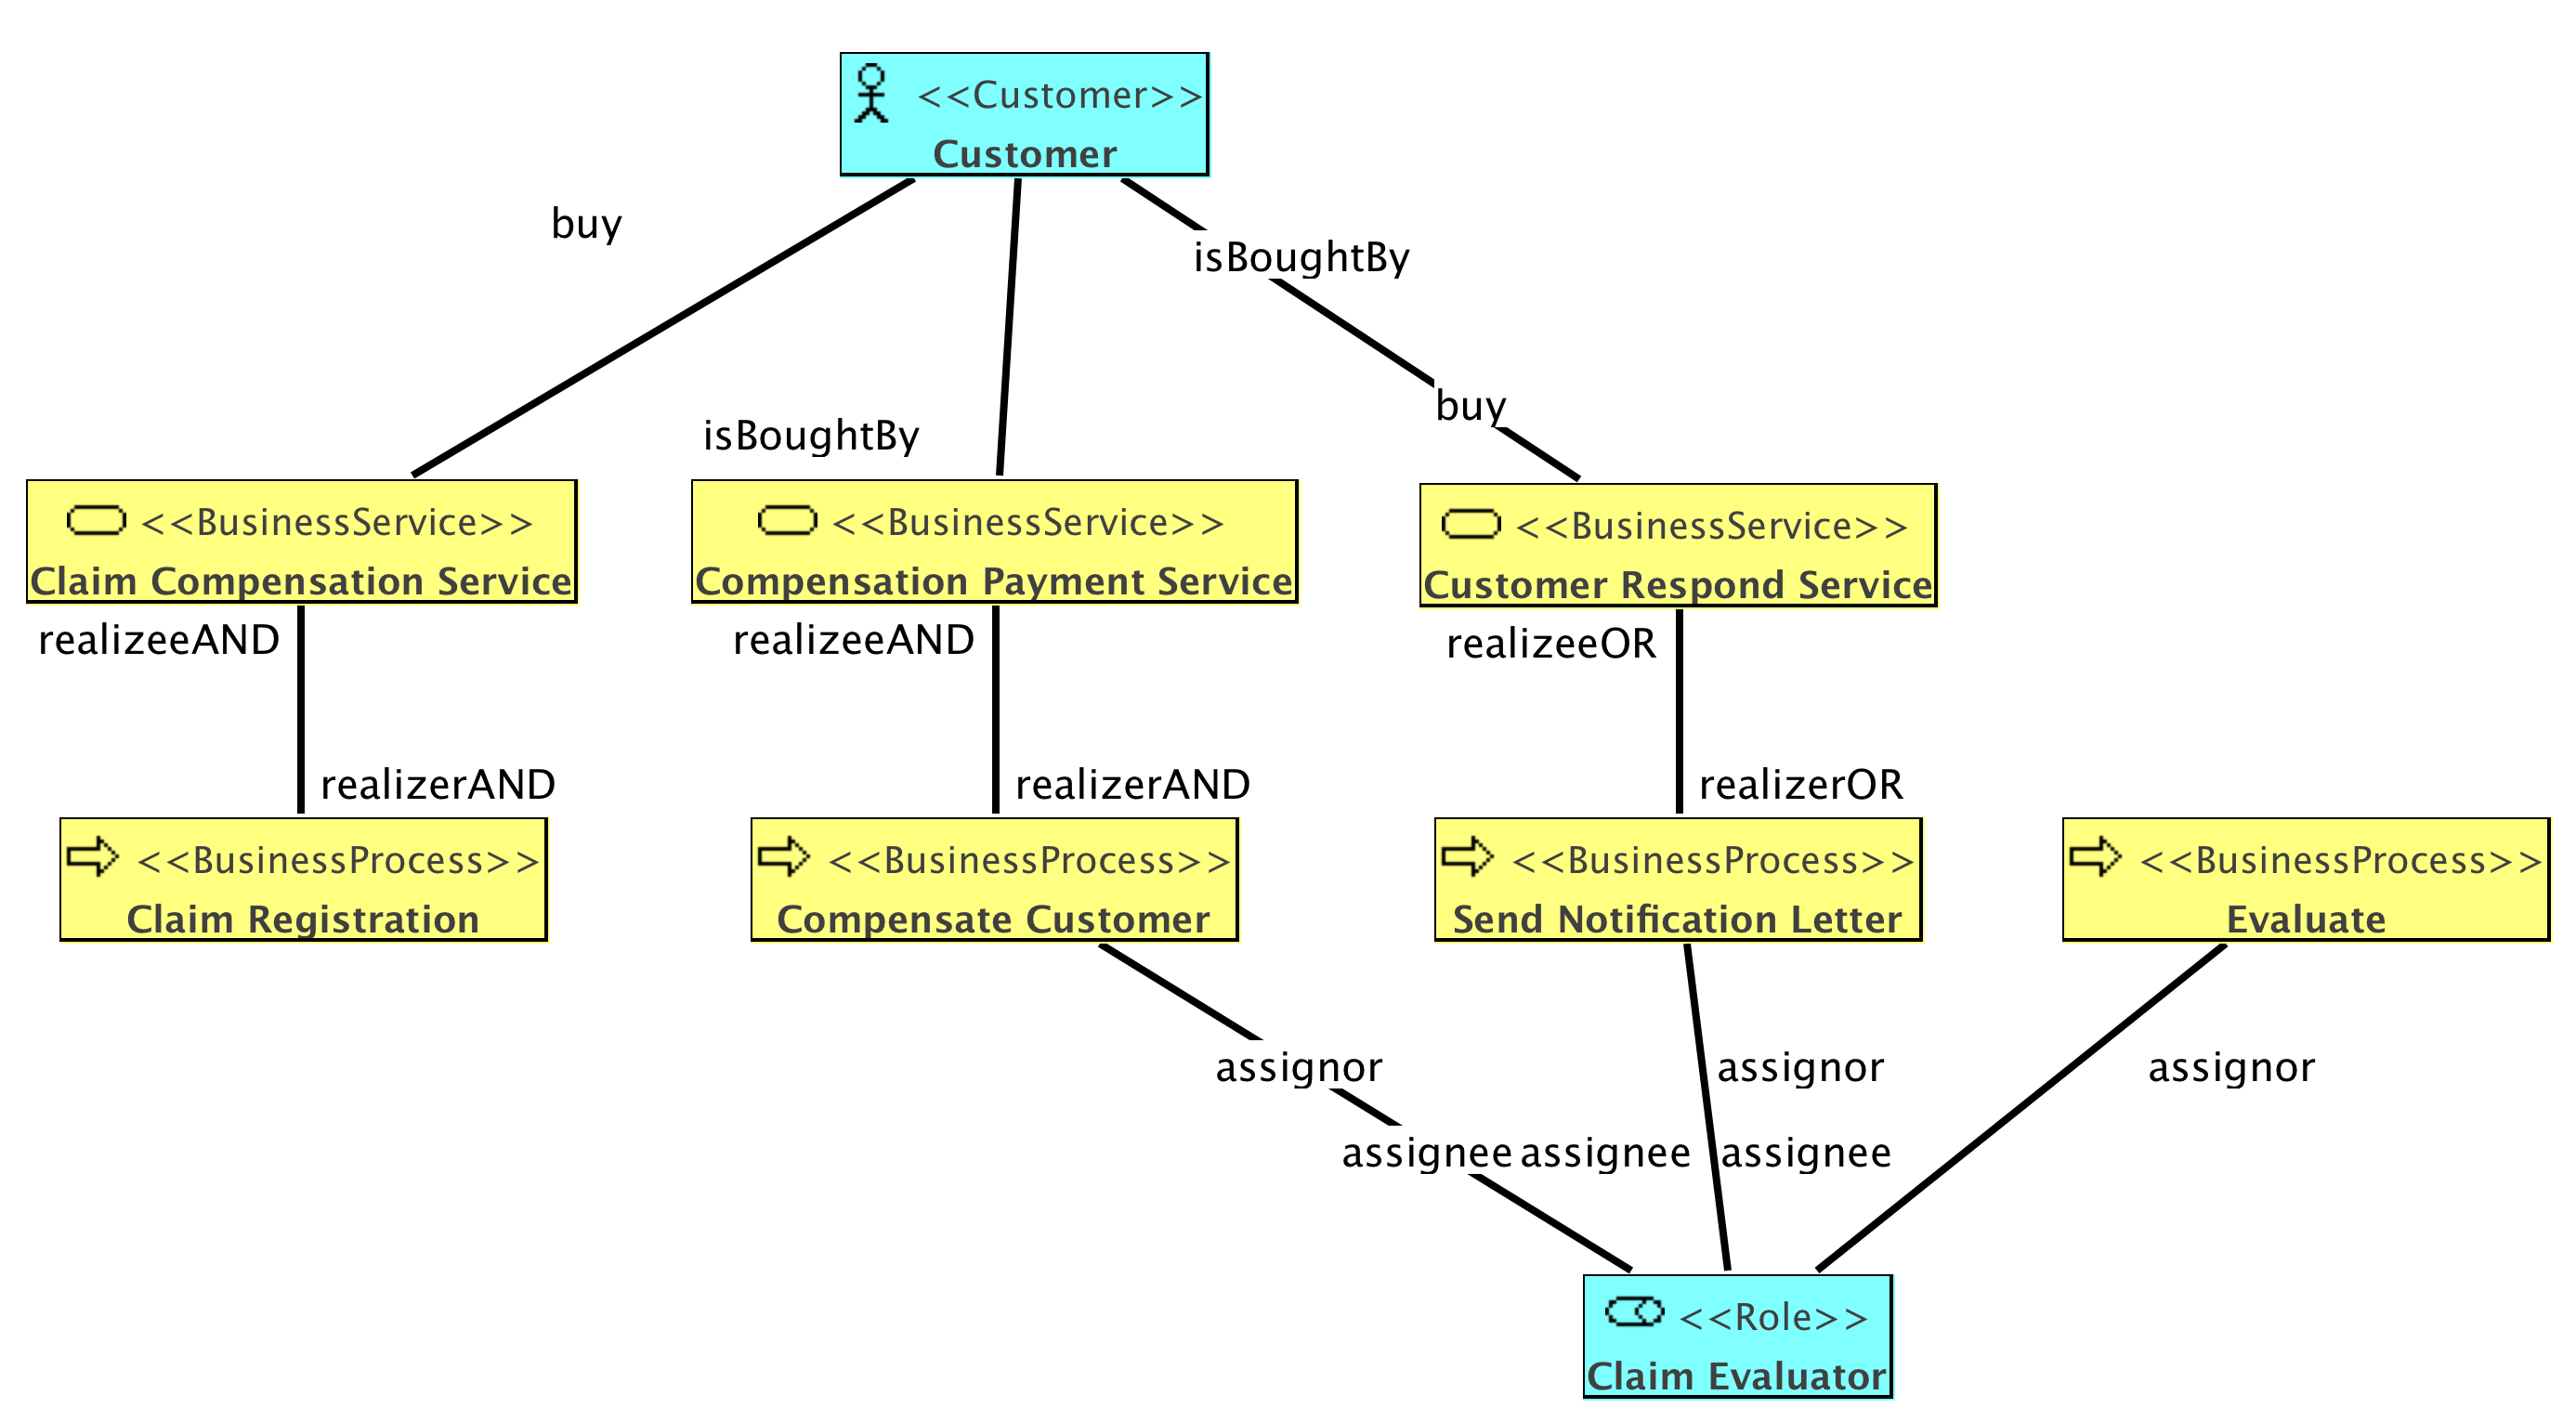 <<Customer>>
Customer
buy
isBoughtBy
buy
isBoughtBy
<<BusinessService>>
Claim Compensation Service
<<BusinessService>>
Compensation Payment Service
<<BusinessService>>
Customer Respond Service
realizeeAND
realizeeAND
realizeeOR
realizerAND
realizerAND
realizerOR
<<BusinessProcess>>
Claim Registration
<<BusinessProcess>>
Compensate Customer
<<BusinessProcess>>
Send Notification Letter
<<BusinessProcess>>
Evaluate
assignor
assignor
assignor
assignee
assignee
assignee
<<Role>>
Claim Evaluator